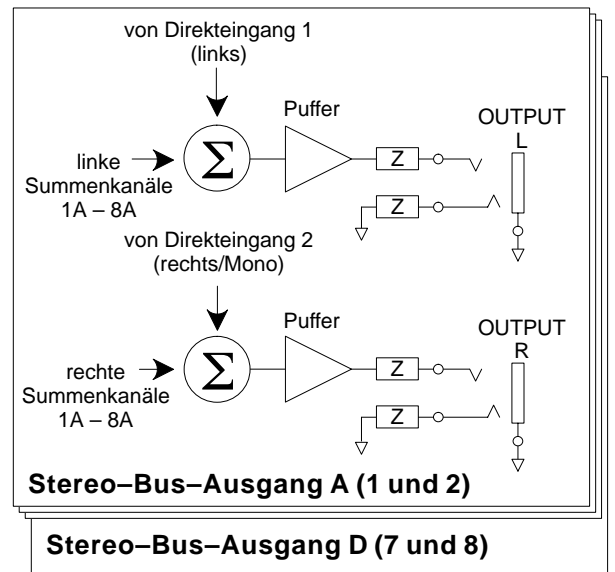 von Direkteingang 1
(links)
Puffer
OUTPUT
L
Σ
Z
linke
Summenkanäle
1A – 8A
Z
von Direkteingang 2
(rechts/Mono)
Puffer
OUTPUT
R
Σ
Z
rechte
Summenkanäle
1A – 8A
Z
Stereo–Bus–Ausgang A (1 und 2)
Stereo–Bus–Ausgang D (7 und 8)